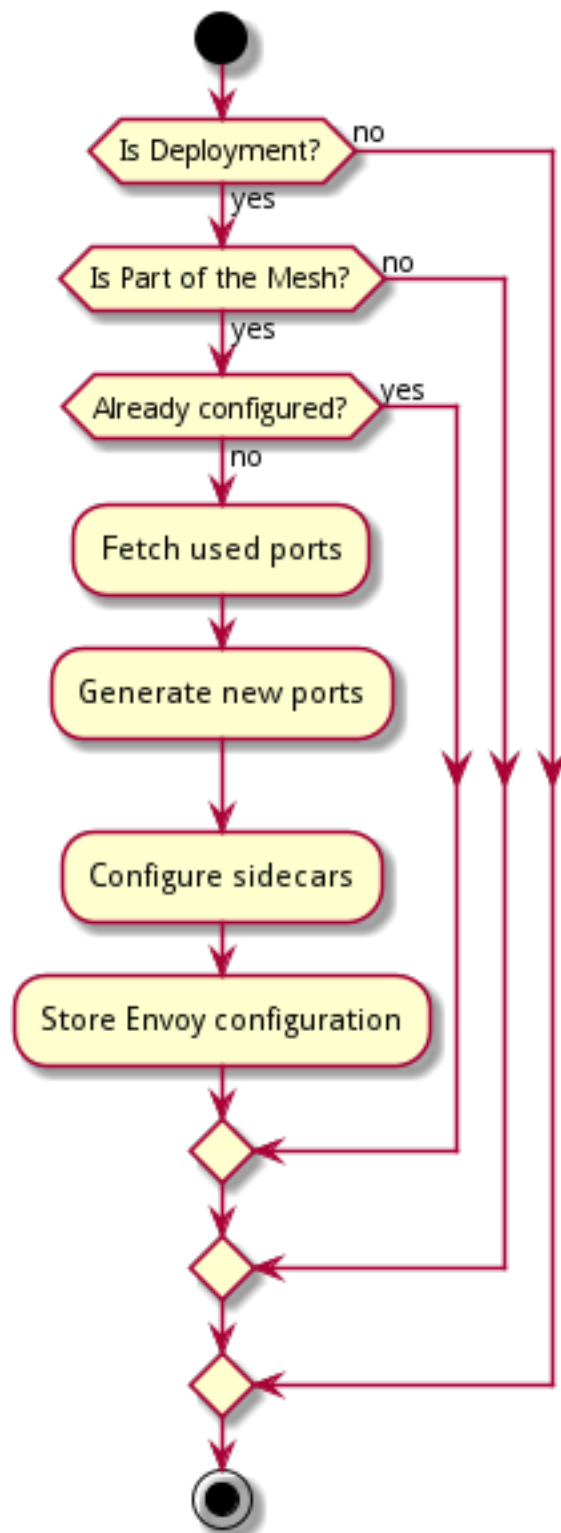 Is Deployment?
no
yes
Is Part of the Mesh?
no
yes
Already configured?
yes
no
Fetch used ports
Generate new ports
Configure sidecars
Store Envoy configuration